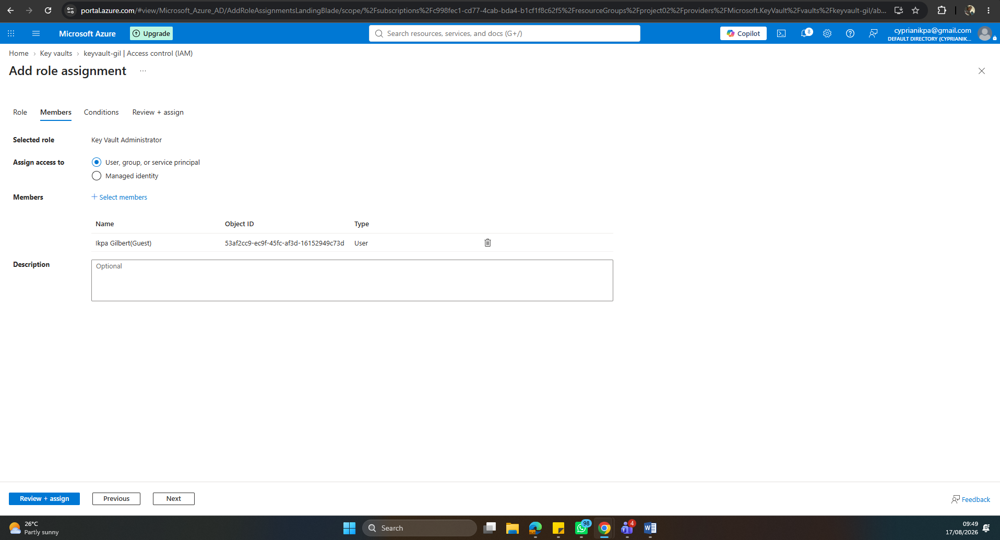 portal.azure.com/#view/Microsoft_Azure_AD/AddRoleAssignmentsLandingBlade/scope/%2Fsubscriptions%2Fc998fec1-cd77-4cab-bda4-b1cf1f8c62f5%2FresourceGroups%2Fproject02%2Fproviders%2FMicrosoft.KeyVault%2Fvaults%2Fkeyvault-gil/ab...
Microsoft Azure
Upgrade
Search resources, services, and docs (G+/)
Copilot
8
cyprianikpa@gmail.com
DEFAULT DIRECTORY (CYPRIANIK...
Home > Key vaults > keyvault-gil | Access control (IAM)
Add role assignment ...
Role Members Conditions Review + assign
Selected role Key Vault Administrator
Assign access to User, group, or service principal
Managed identity
Members + Select members
Name Object ID Type
Ikpa Gilbert(Guest) 53af2cc9-ec9f-45fc-af3d-16152949c73d User
Description Optional
Review + assign Previous Next
Feedback
26°C
Partly sunny
Search
98
4
09:49
17/08/2026